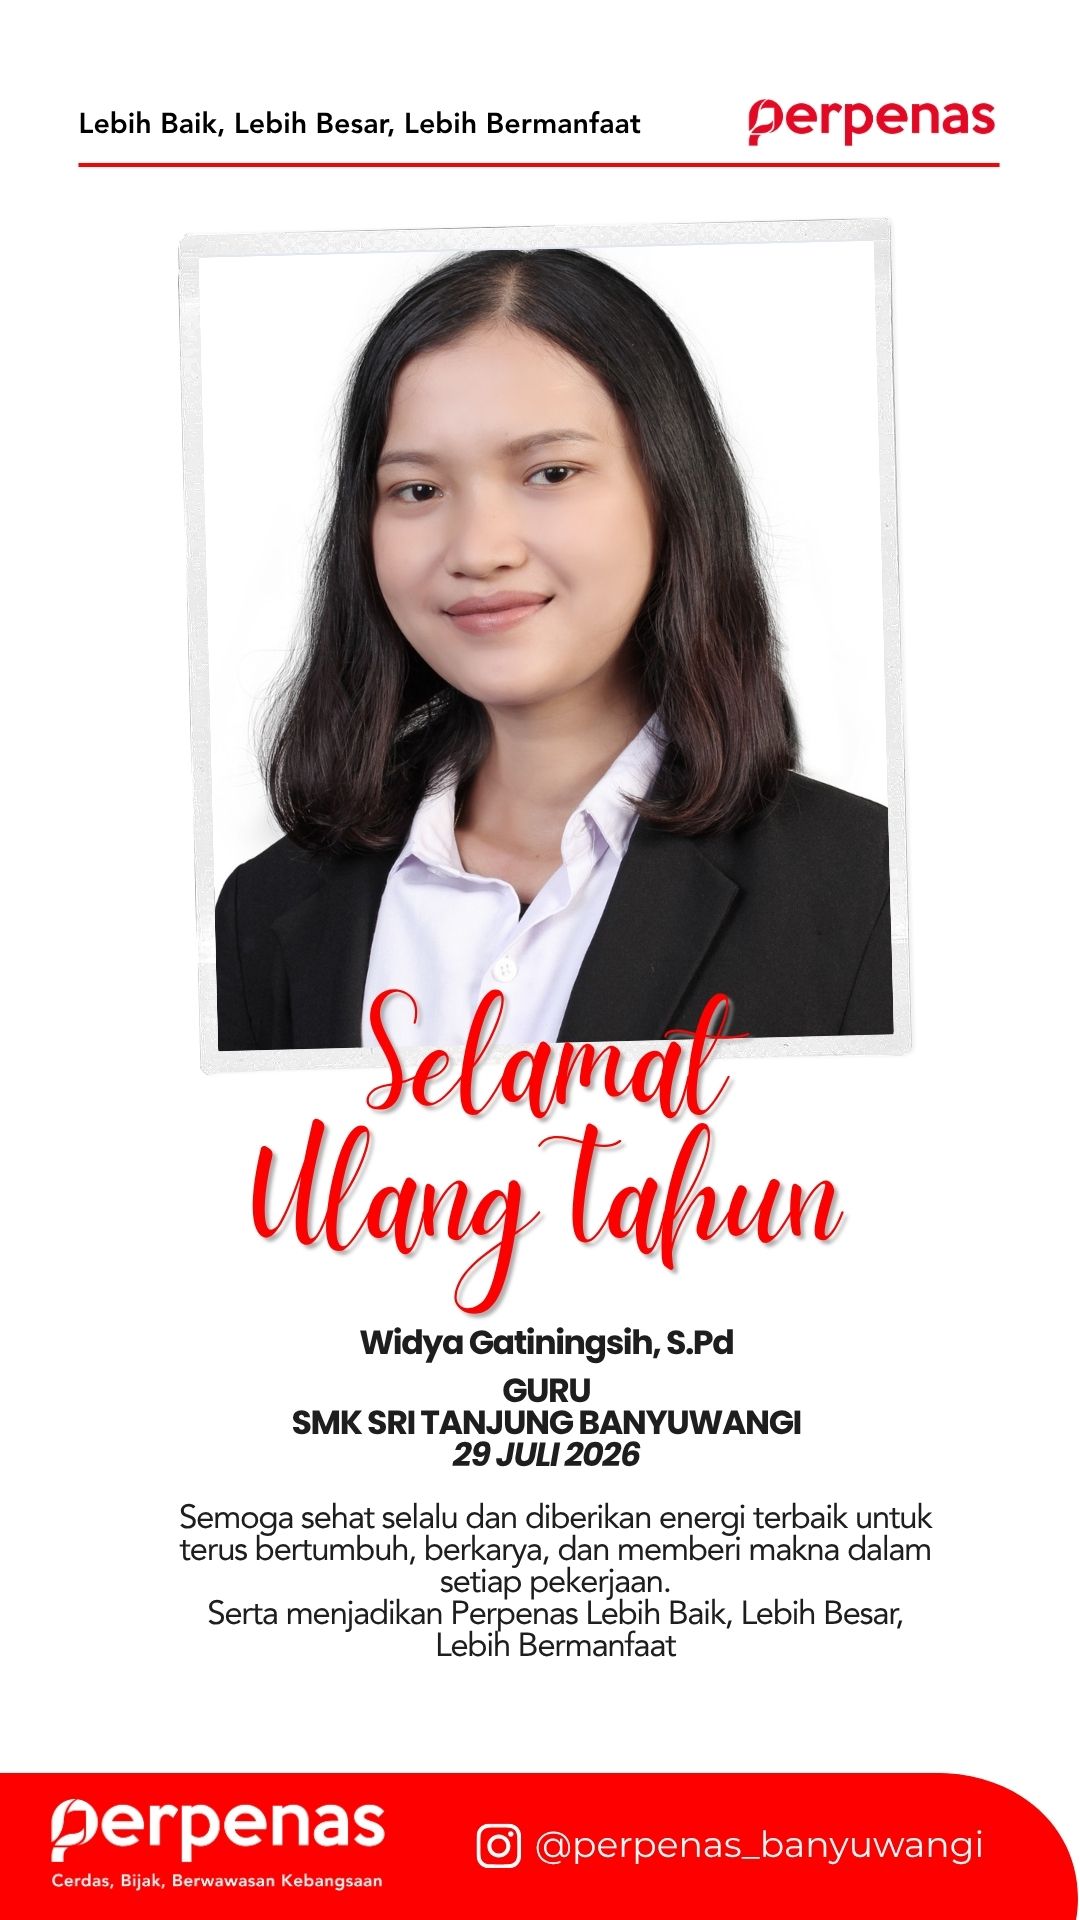 Lebih Baik, Lebih Besar, Lebih Bermanfaat
perpenas
Selamat
Ulang Tahun
Widya Gatiningsih, S.Pd
GURU
SMK SRI TANJUNG BANYUWANGI
29 JULI 2026
Semoga sehat selalu dan diberikan energi terbaik untuk
terus bertumbuh, berkarya, dan memberi makna dalam
setiap pekerjaan.
Serta menjadikan Perpenas Lebih Baik, Lebih Besar,
Lebih Bermanfaat
perpenas
Cerdas, Bijak, Berwawasan Kebangsaan
@perpenas_banyuwangi